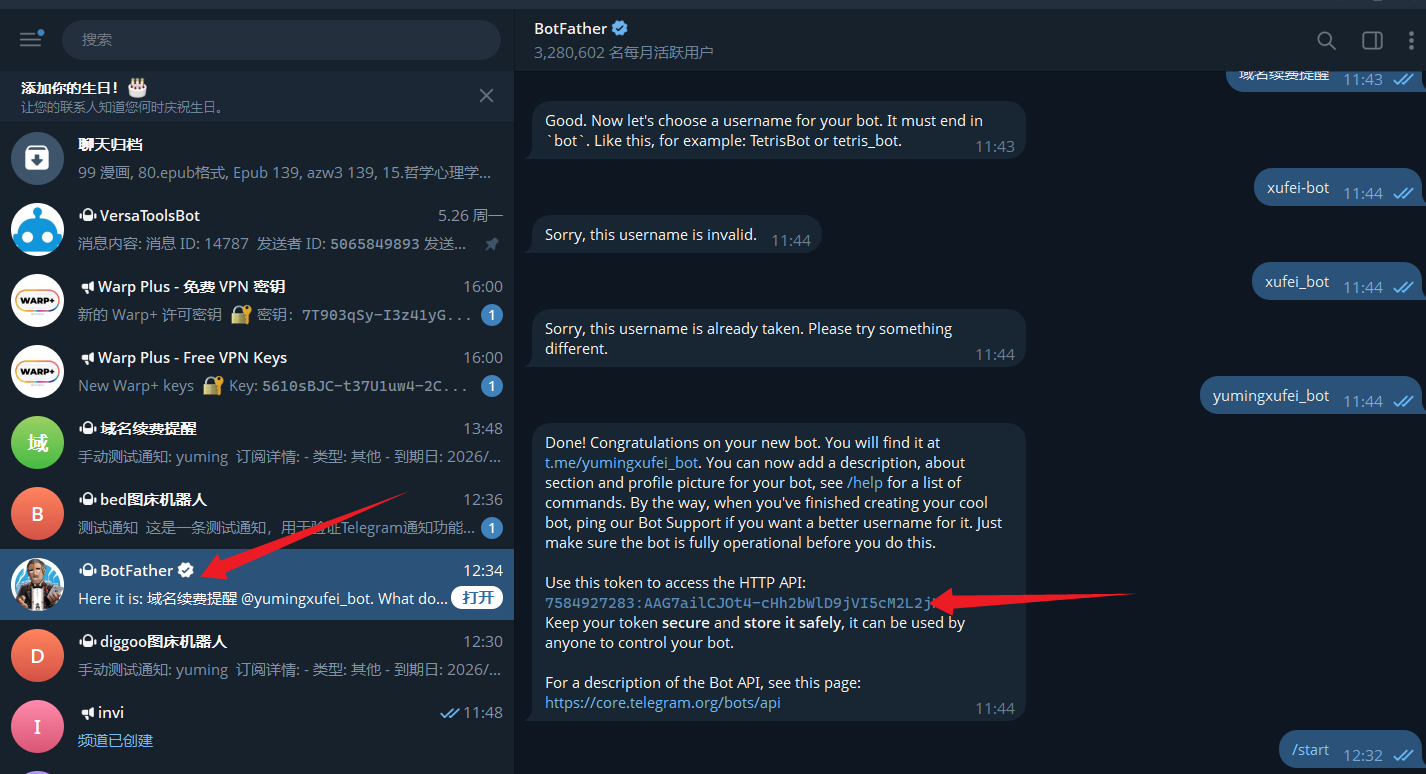 搜索
添加你的生日！🎂
让您的联系人知道您何时庆祝生日。
聊天归档
99 漫画, 80.epub格式, Epub 139, azw3 139, 15.哲学心理学...
VersaToolsBot
5.26 周一
消息内容: 消息 ID: 14787 发送者 ID: 5065849893 发送...
WARP+
Warp Plus - 免费 VPN 密钥
16:00
新的 Warp+ 许可密钥 🔐 密钥: 7T903qSy-I3z41yG...
1
WARP+
Warp Plus - Free VPN Keys
16:00
New Warp+ keys 🔐 Key: 5610sBJC-t37U1uw4-2C...
1
域
域名续费提醒
13:48
手动测试通知: yuming 订阅详情: - 类型: 其他 - 到期日: 2026/...
B
bed图床机器人
12:36
测试通知 这是一条测试通知，用于验证Telegram通知功能...
1
BotFather
12:34
Here it is: 域名续费提醒 @yumingxufei_bot. What do...
打开
D
diggoo图床机器人
12:30
手动测试通知: yuming 订阅详情: - 类型: 其他 - 到期日: 2026/...
I
invi
11:48
频道已创建
BotFather
3,280,602 名每月活跃用户
域名续费提醒 11:43
Good. Now let's choose a username for your bot. It must end in
`bot`. Like this, for example: TetrisBot or tetris_bot.
11:43
xufei-bot 11:44
Sorry, this username is invalid. 11:44
xufei_bot 11:44
Sorry, this username is already taken. Please try something
different.
11:44
yumingxufei_bot 11:44
Done! Congratulations on your new bot. You will find it at
t.me/yumingxufei_bot. You can now add a description, about
section and profile picture for your bot, see /help for a list of
commands. By the way, when you've finished creating your cool
bot, ping our Bot Support if you want a better username for it. Just
make sure the bot is fully operational before you do this.
Use this token to access the HTTP API:
7584927283:AAG7ailCJOt4-cHh2bWlD9jVI5cM2L2j
Keep your token secure and store it safely, it can be used by
anyone to control your bot.
For a description of the Bot API, see this page:
https://core.telegram.org/bots/api
11:44
/start 12:32